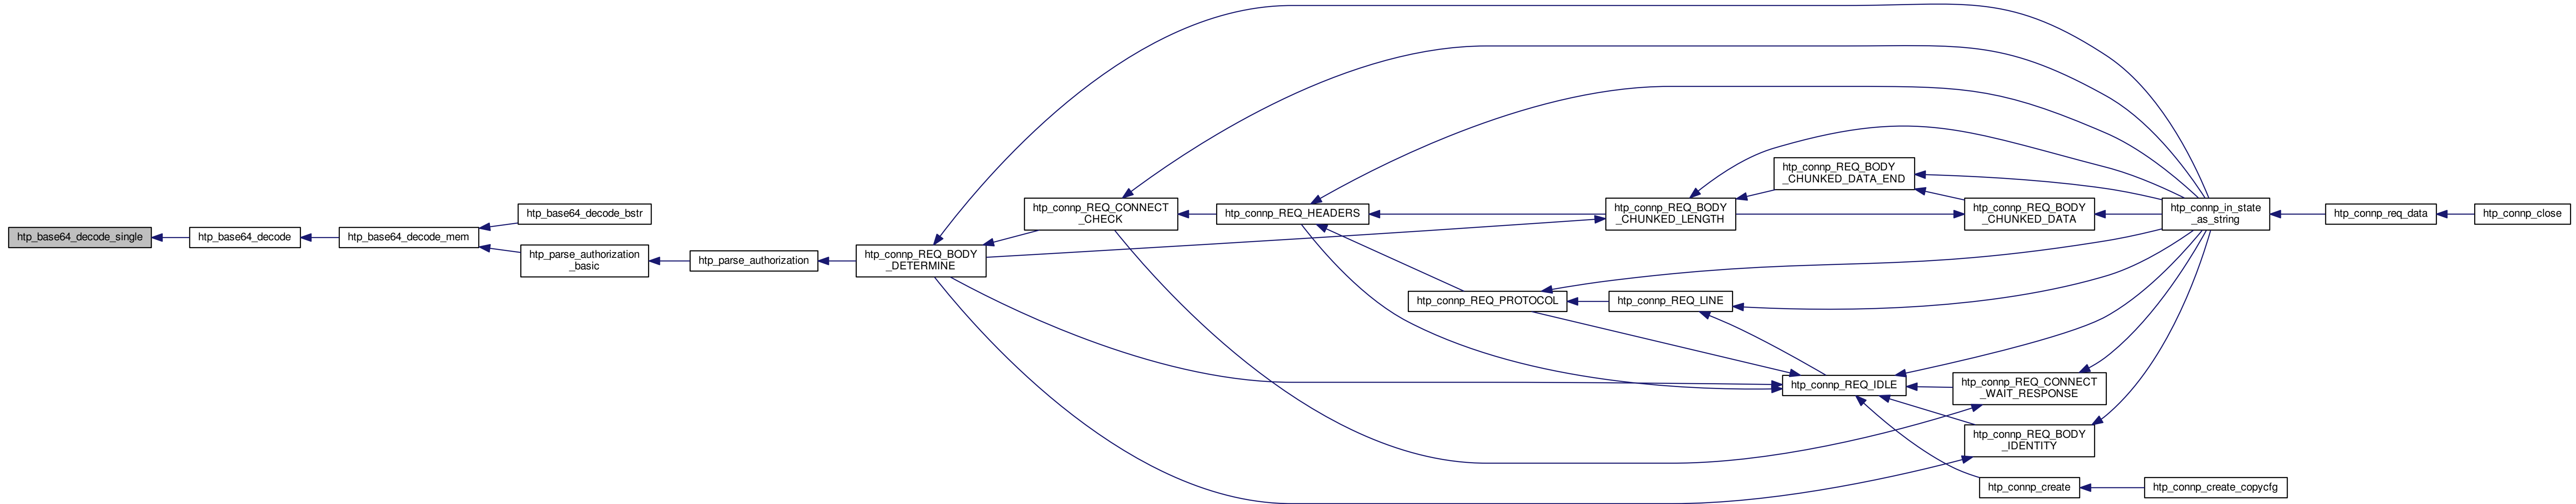 htp_base64_decode_single
htp_base64_decode
htp_base64_decode_mem
htp_base64_decode_bstr
htp_parse_authorization
_basic
htp_parse_authorization
htp_connp_REQ_BODY
_DETERMINE
htp_connp_REQ_CONNECT
_CHECK
htp_connp_REQ_HEADERS
htp_connp_REQ_PROTOCOL
htp_connp_REQ_BODY
_CHUNKED_LENGTH
htp_connp_REQ_LINE
htp_connp_REQ_BODY
_CHUNKED_DATA_END
htp_connp_REQ_IDLE
htp_connp_REQ_BODY
_CHUNKED_DATA
htp_connp_REQ_CONNECT
_WAIT_RESPONSE
htp_connp_REQ_BODY
_IDENTITY
htp_connp_create
htp_connp_in_state
_as_string
htp_connp_create_copycfg
htp_connp_req_data
htp_connp_close